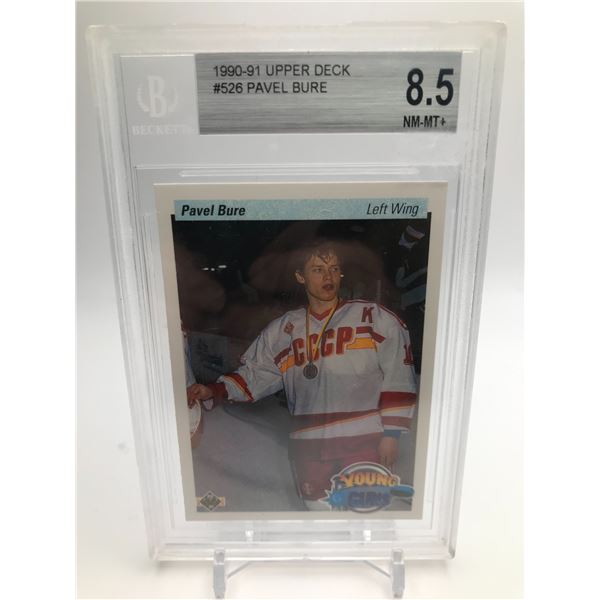 1990-91 UPPER DECK
#526 PAVEL BURE
8.5
NM-MT+
B
BECKETT
Pavel Bure
Left Wing
K
CCCP
1
YOUNG
GUNS